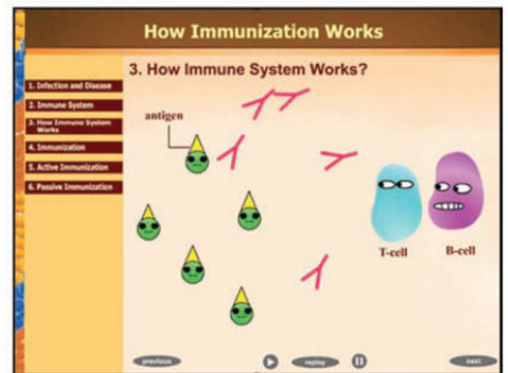 How Immunization Works
3. How Immune System Works?
1. Infection and Disease
2. Immune System
3. How Immune System
Works
4. Immunization
5. Active Immunization
6. Passive Immunization
antigen
T-cell
B-cell
previous
replay
next